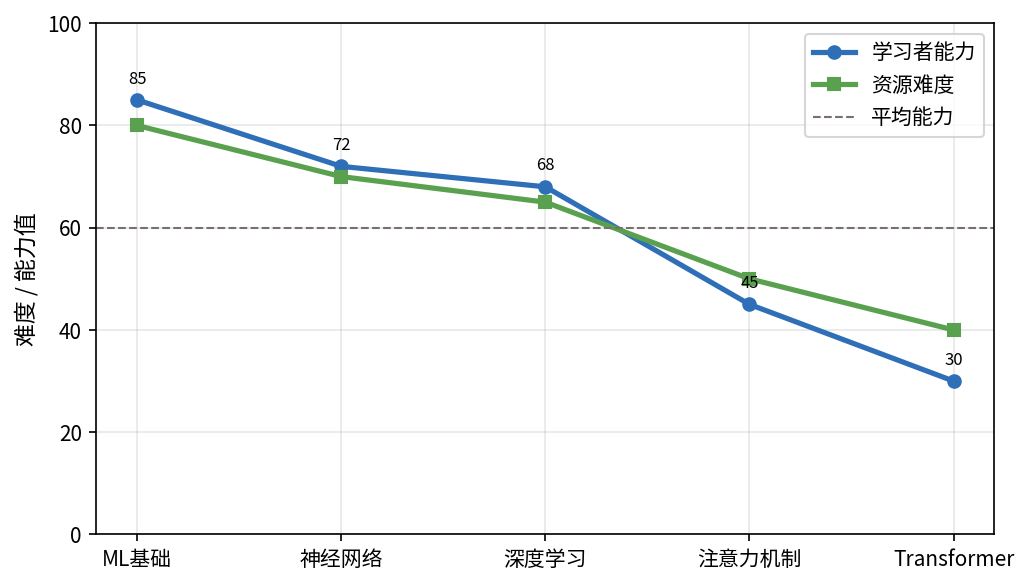 100
80
60
40
20
0
难度 / 能力值
学习者能力
资源难度
平均能力
85
72
68
45
30
ML基础
神经网络
深度学习
注意力机制
Transformer